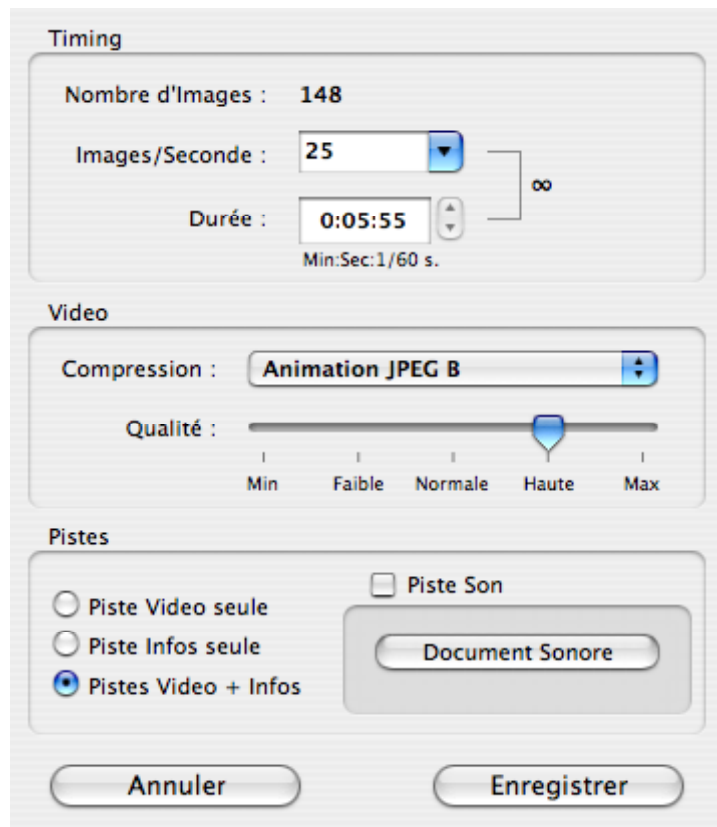 Timing
Nombre d'Images : 148
Images/Seconde : 25
∞
Durée : 0:05:55
Min:Sec:1/60 s.
Video
Compression : Animation JPEG B
Qualité :
Min Faible Normale Haute Max
Pistes
Piste Son
Piste Video seule
Piste Infos seule
Document Sonore
Pistes Video + Infos
Annuler Enregistrer